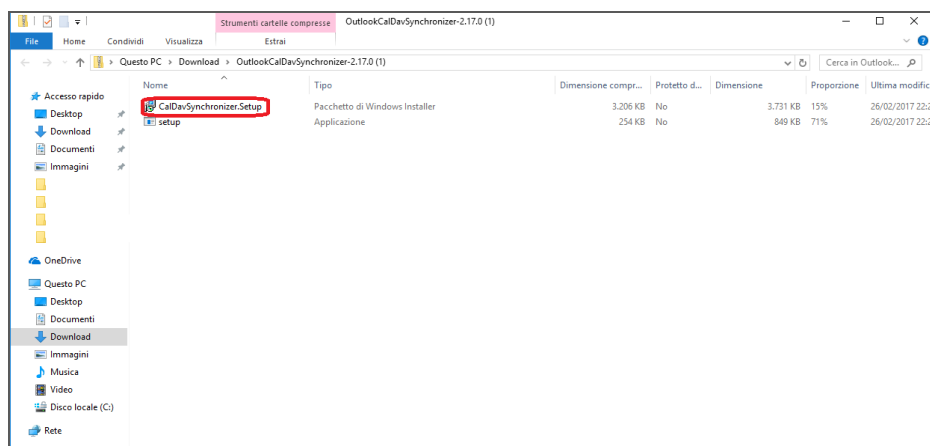 Strumenti cartelle compresse OutlookCalDavSynchronizer-2.17.0 (1)
File Home Condividi Visualizza Estrai
Questo PC > Download > OutlookCalDavSynchronizer-2.17.0 (1) Cerca in Outlook...
Nome Tipo Dimensione compr... Protetto d... Dimensione Proporzione Ultima modific
CalDavSynchronizer.Setup Pacchetto di Windows Installer 3.206 KB No 3.731 KB 15% 26/02/2017 22:2
setup Applicazione 254 KB No 849 KB 71% 26/02/2017 22:2
Accesso rapido
Desktop
Download
Documenti
Immagini
OneDrive
Questo PC
Desktop
Documenti
Download
Immagini
Musica
Video
Disco locale (C:)
Rete